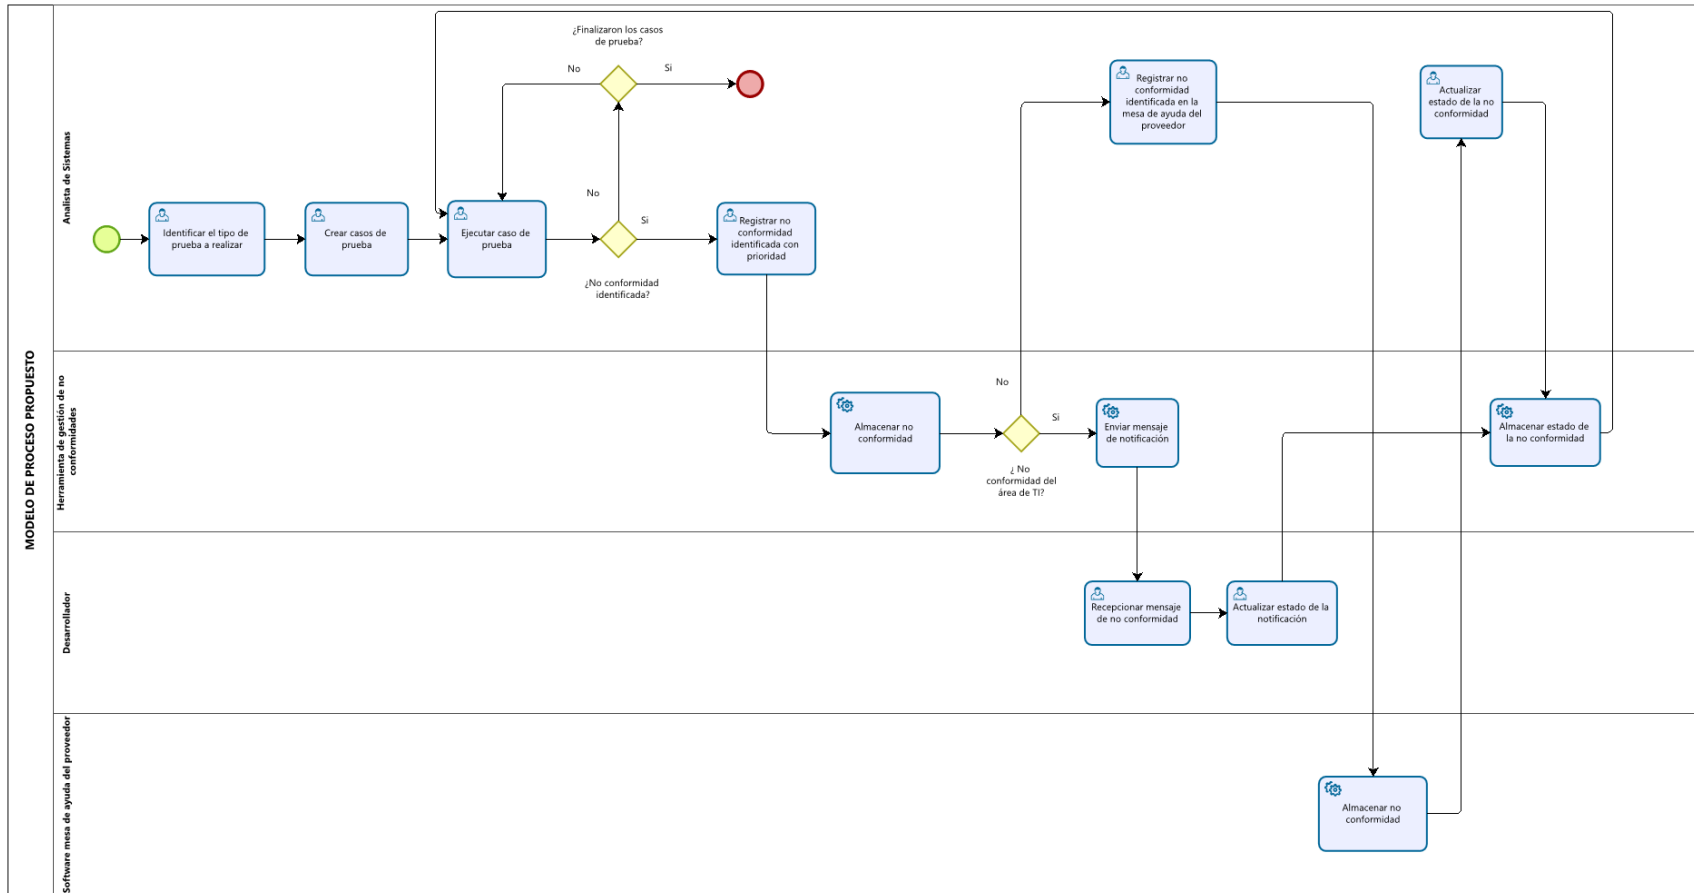 MODELO DE PROCESO PROPUESTO
Analista de Sistemas
¿Finalizaron los casos
de prueba?
No
Si
Identificar el tipo de
prueba a realizar
Crear casos de
prueba
Ejecutar caso de
prueba
No
Si
¿No conformidad
identificada?
Registrar no
conformidad
identificada con
prioridad
Registrar no
conformidad
identificada en la
mesa de ayuda del
proveedor
Actualizar
estado de la no
conformidad
Herramienta de gestión de no
conformidades
Almacenar no
conformidad
No
Si
¿ No
conformidad del
área de TI?
Enviar mensaje
de notificación
Almacenar estado de
la no conformidad
Desarrollador
Recepcionar mensaje
de no conformidad
Actualizar estado de la
notificación
Software mesa de ayuda del proveedor
Almacenar no
conformidad